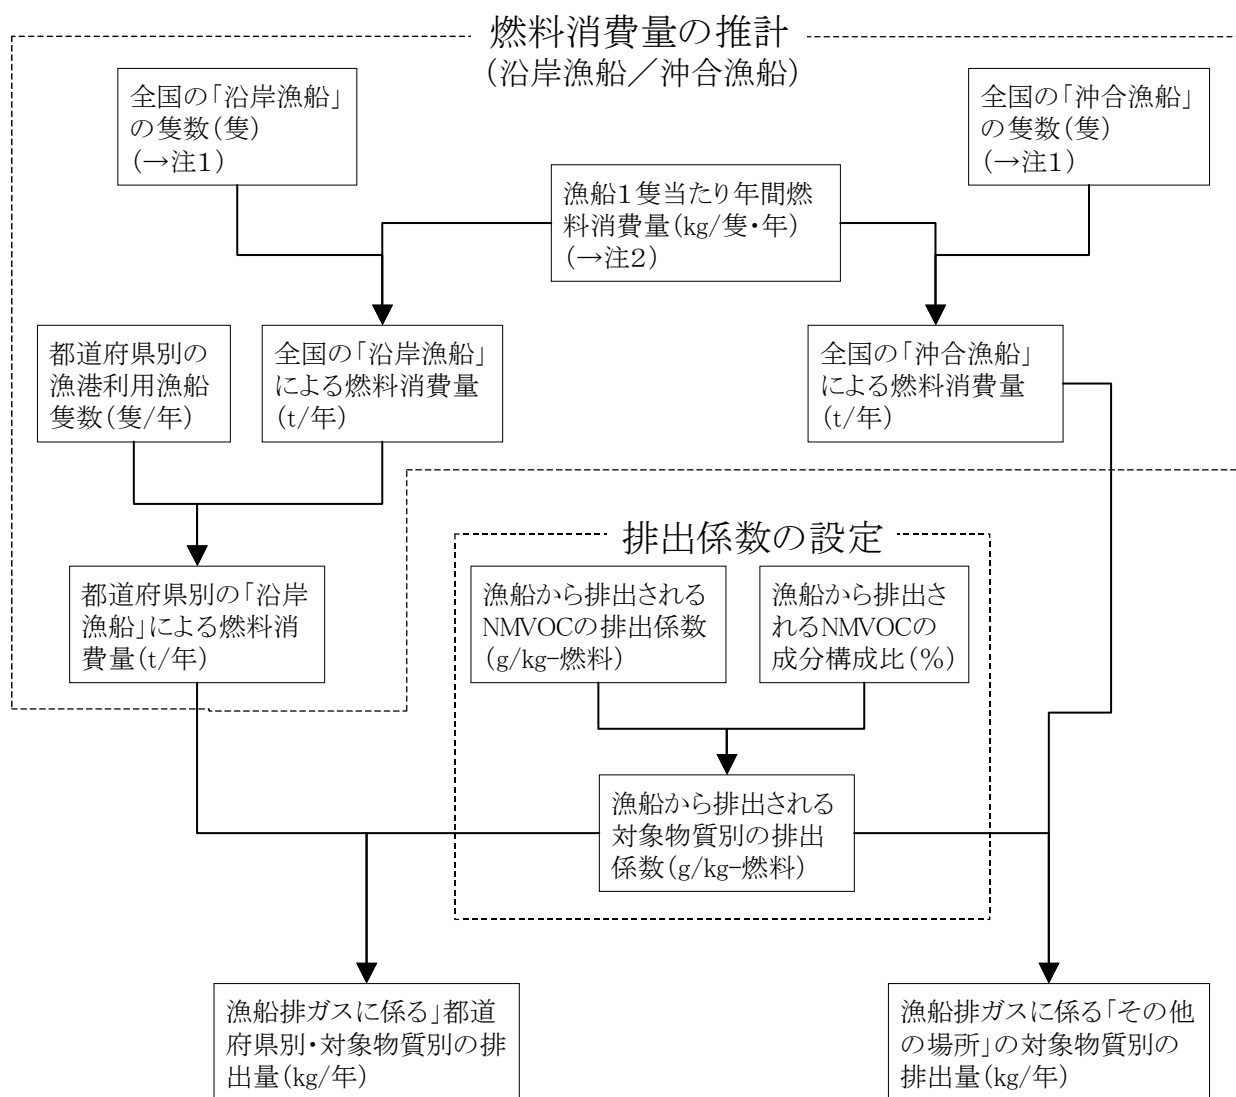 燃料消費量の推計
(沿岸漁船／沖合漁船)
全国の「沿岸漁船」
の隻数(隻)
(→注1)
全国の「沖合漁船」
の隻数(隻)
(→注1)
漁船1隻当たり年間燃
料消費量(kg/隻・年)
(→注2)
都道府県別の
漁港利用漁船
隻数(隻/年)
全国の「沿岸漁船」
による燃料消費量
(t/年)
全国の「沖合漁船」
による燃料消費量
(t/年)
排出係数の設定
都道府県別の「沿岸
漁船」による燃料消
費量(t/年)
漁船から排出される
NMVOCの排出係数
(g/kg-燃料)
漁船から排出さ
れるNMVOCの
成分構成比(%)
漁船から排出される
対象物質別の排出
係数(g/kg-燃料)
漁船排ガスに係る」都道
府県別・対象物質別の排
出量(kg/年)
漁船排ガスに係る「その他
の場所」の対象物質別の
排出量(kg/年)